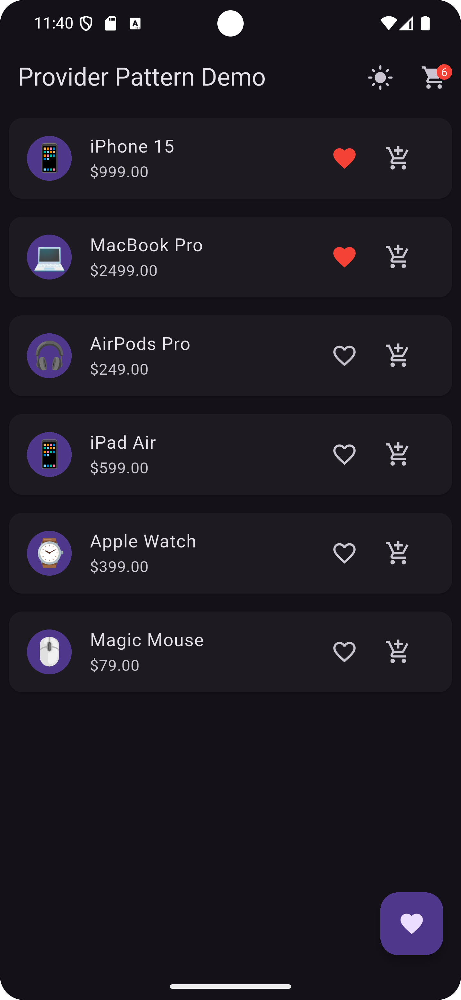 11:40
Provider Pattern Demo
6
iPhone 15
$999.00
MacBook Pro
$2499.00
AirPods Pro
$249.00
iPad Air
$599.00
Apple Watch
$399.00
Magic Mouse
$79.00